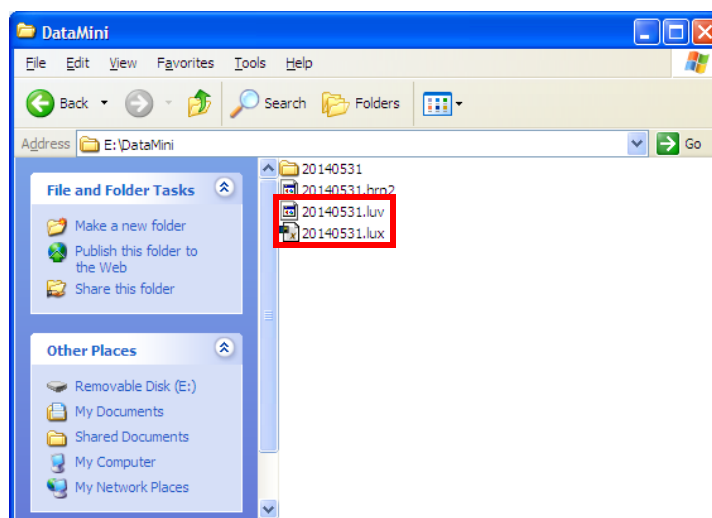 DataMini
File Edit View Favorites Tools Help
Back Search Folders
Address E:\DataMini Go
20140531
20140531.hrp2
20140531.luv
20140531.lux
File and Folder Tasks
Make a new folder
Publish this folder to
the Web
Share this folder
Other Places
Removable Disk (E:)
My Documents
Shared Documents
My Computer
My Network Places